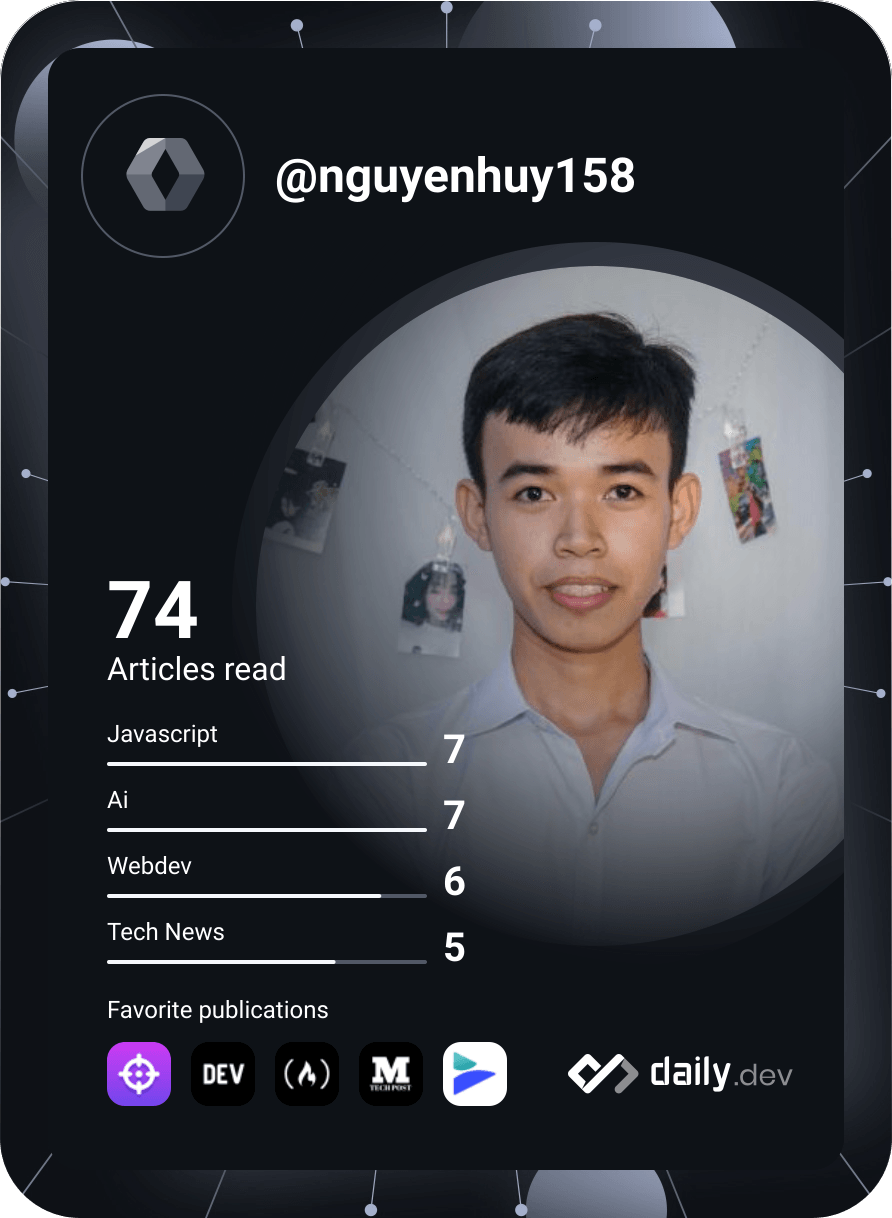 @nguyenhuy158
74
Articles read
Javascript
7
Ai
7
Webdev
6
Tech News
5
Favorite publications
DEV
M
TECH POST
daily.dev